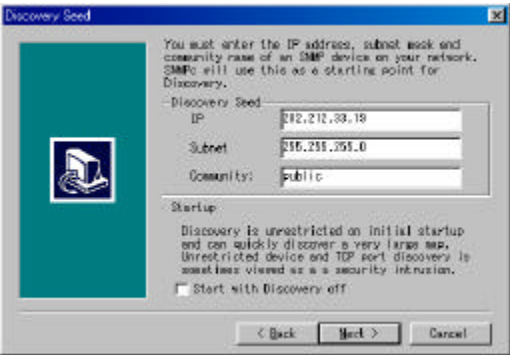 Discovery Seed
You must enter the IP address, subnet mask and
community name of an SNMP device on your network.
SNMPc will use this as a starting point for
Discovery.
Discovery Seed
IP
202.212.33.19
Subnet
255.255.255.0
Community:
public
Startup
Discovery is unrestricted on initial startup
and can quickly discover a very large map.
Unrestricted device and TCP port discovery is
sometimes viewed as a security intrusion.
Start with Discovery off
< Back
Next >
Cancel